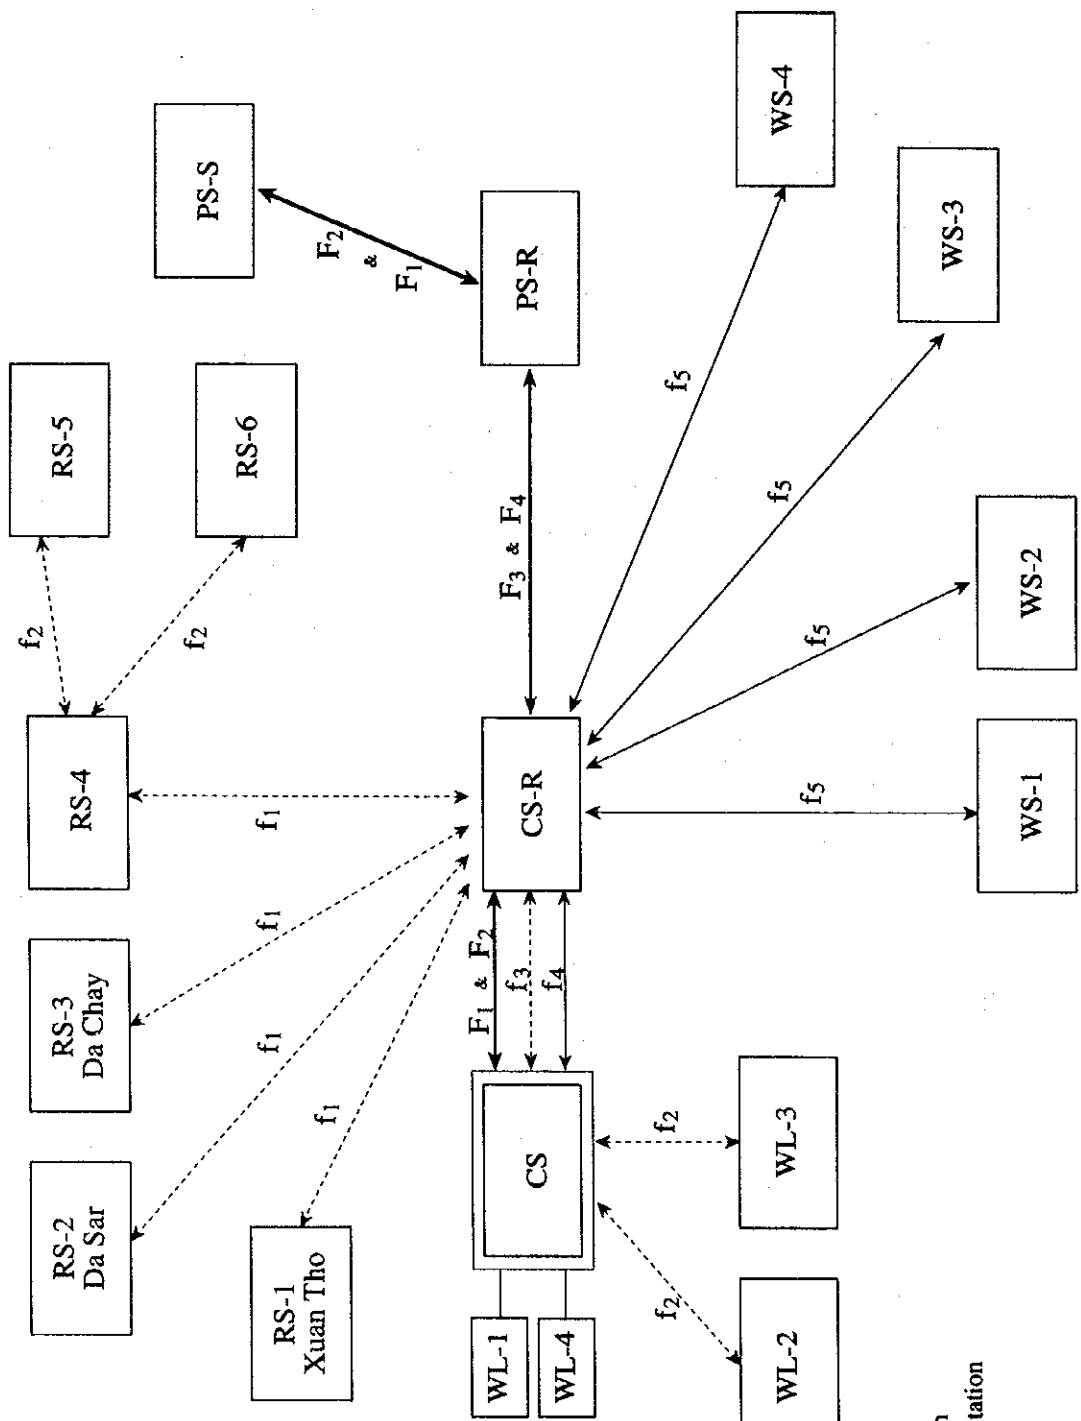 RS-2
Da Sar
RS-3
Da Chay
RS-4
RS-5
RS-1
Xuan Tho
RS-6
PS-S
f1
f1
f1
f1
f2
f2
F2
&
F1
WL-1
WL-4
CS
F1 & F2
f3
f4
CS-R
F3 & F4
PS-R
f2
f2
f5
f5
f5
f5
WL-2
WL-3
WS-1
WS-2
WS-3
WS-4
n
tation